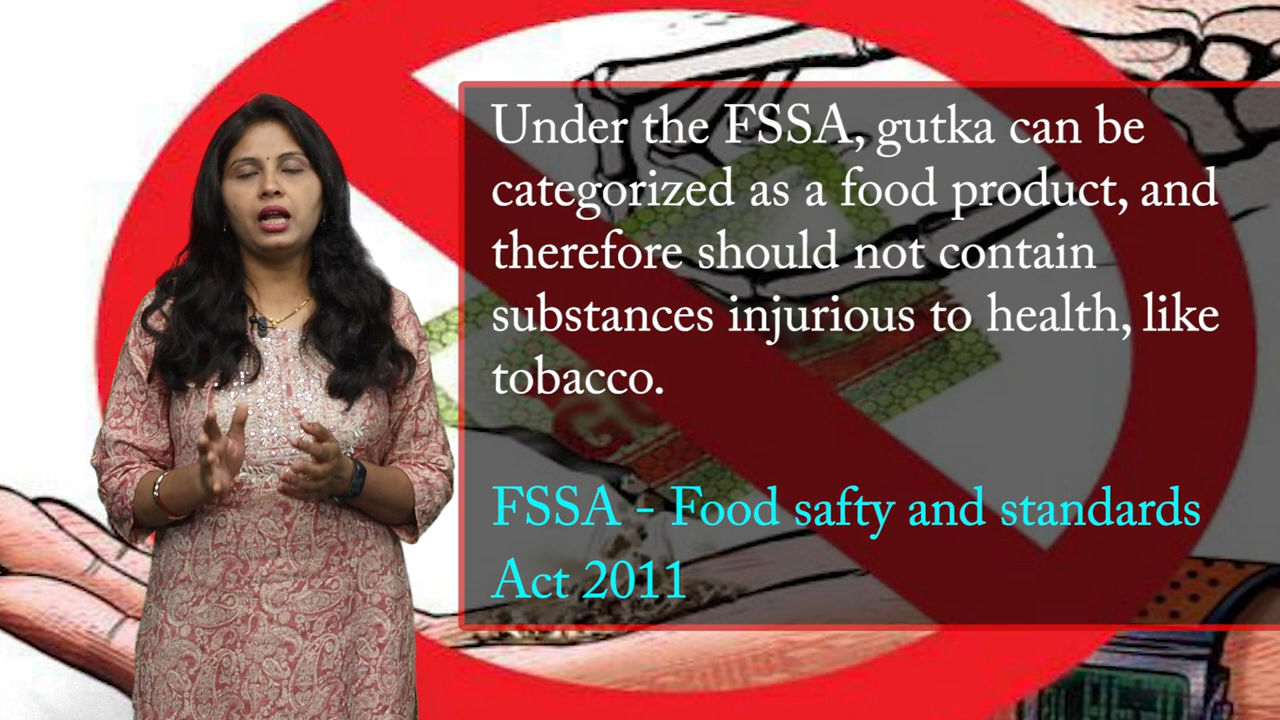 Under the FSSA, gutka can be
categorized as a food product, and
therefore should not contain
substances injurious to health, like
tobacco.
FSSA - Food safty and standards
Act 2011